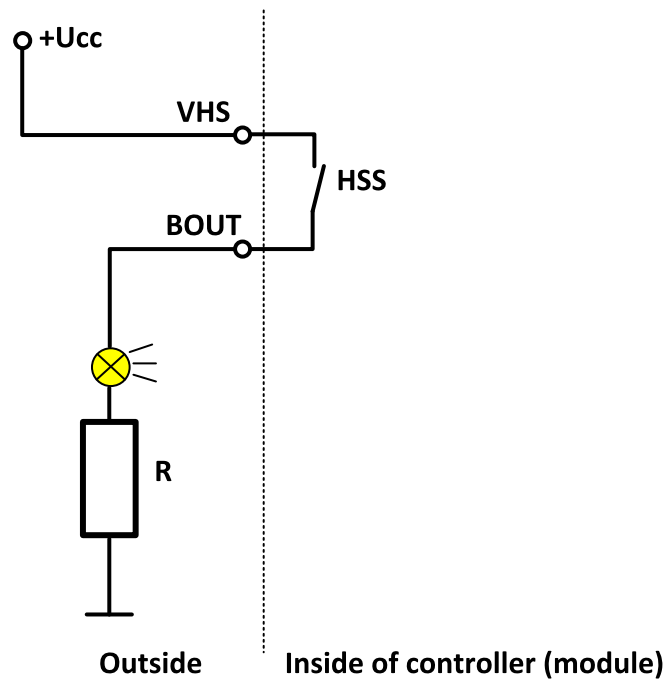 +Ucc
VHS
HSS
BOUT
R
Outside
Inside of controller (module)